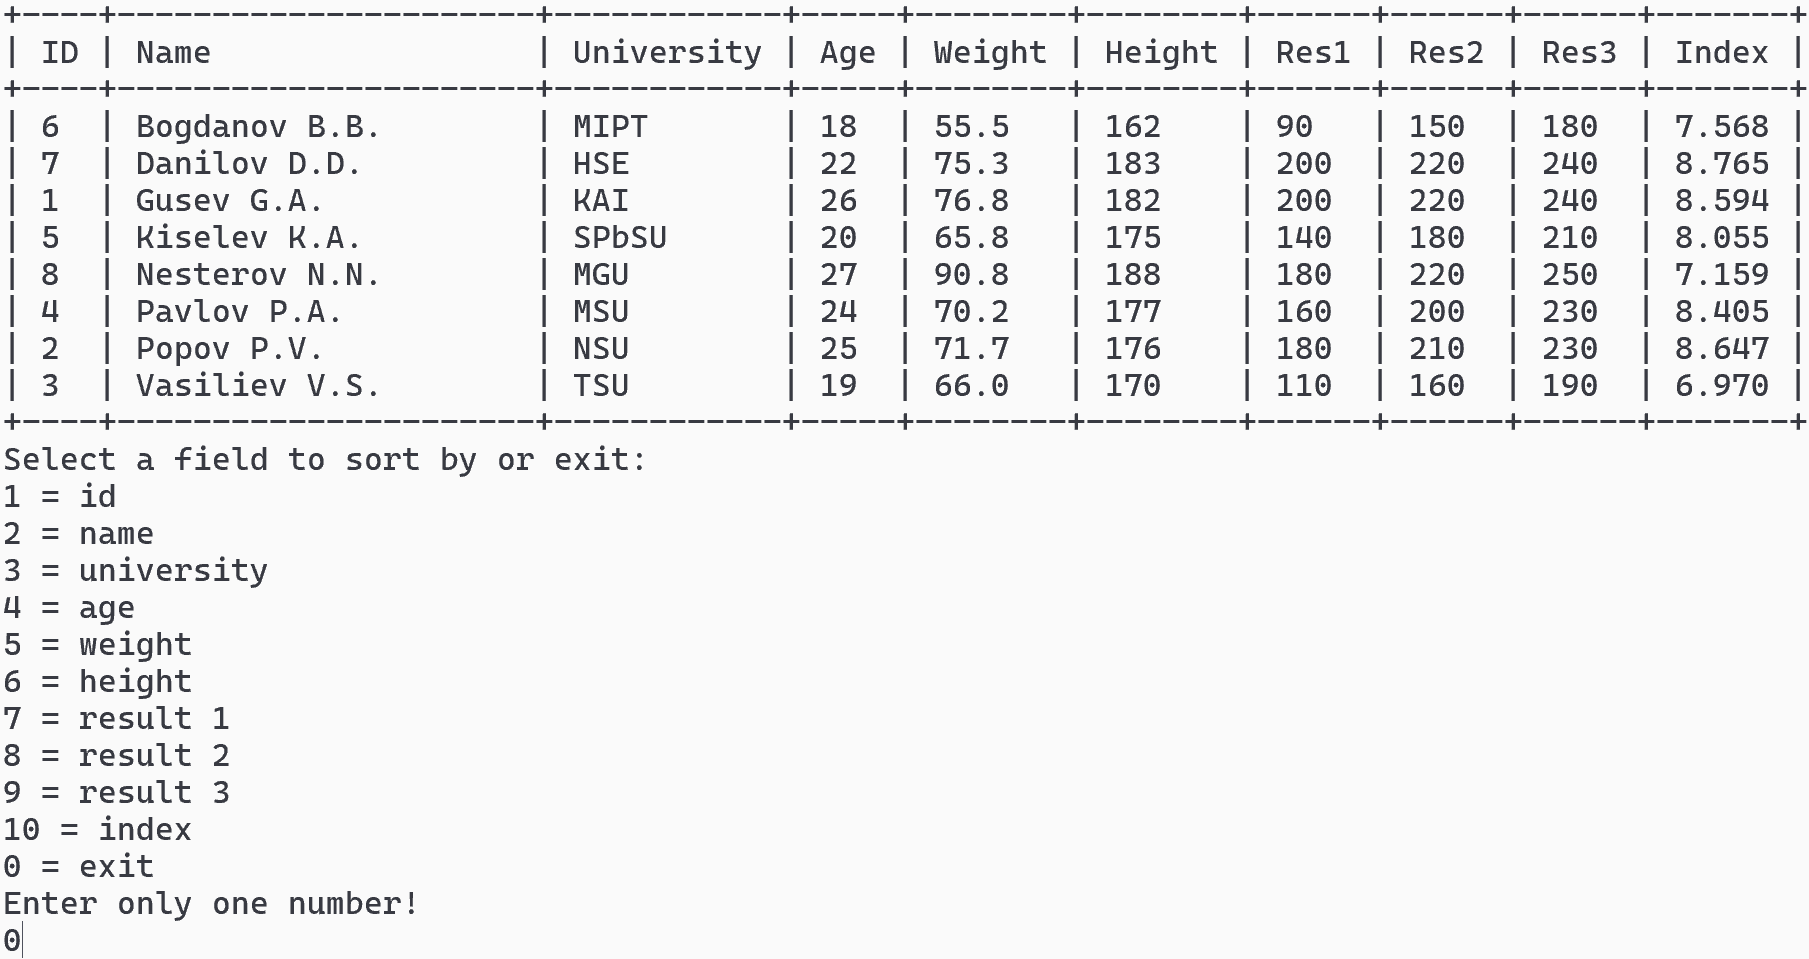 +----+----------------------+------------+-----+--------+--------+------+------+------+-------+
| ID | Name                 | University | Age | Weight | Height | Res1 | Res2 | Res3 | Index |
+----+----------------------+------------+-----+--------+--------+------+------+------+-------+
| 6  | Bogdanov B.B.        | MIPT       | 18  | 55.5   | 162    | 90   | 150  | 180  | 7.568 |
| 7  | Danilov D.D.         | HSE        | 22  | 75.3   | 183    | 200  | 220  | 240  | 8.765 |
| 1  | Gusev G.A.           | KAI        | 26  | 76.8   | 182    | 200  | 220  | 240  | 8.594 |
| 5  | Kiselev K.A.         | SPbSU      | 20  | 65.8   | 175    | 140  | 180  | 210  | 8.055 |
| 8  | Nesterov N.N.        | MGU        | 27  | 90.8   | 188    | 180  | 220  | 250  | 7.159 |
| 4  | Pavlov P.A.          | MSU        | 24  | 70.2   | 177    | 160  | 200  | 230  | 8.405 |
| 2  | Popov P.V.           | NSU        | 25  | 71.7   | 176    | 180  | 210  | 230  | 8.647 |
| 3  | Vasiliev V.S.        | TSU        | 19  | 66.0   | 170    | 110  | 160  | 190  | 6.970 |
+----+----------------------+------------+-----+--------+--------+------+------+------+-------+
Select a field to sort by or exit:
1 = id
2 = name
3 = university
4 = age
5 = weight
6 = height
7 = result 1
8 = result 2
9 = result 3
10 = index
0 = exit
Enter only one number!
0